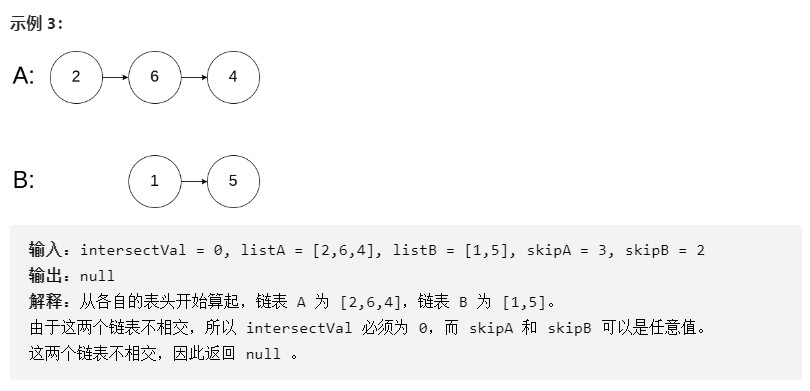 示例 3：
A: 2 6 4
B: 1 5
输入：intersectVal = 0, listA = [2,6,4], listB = [1,5], skipA = 3, skipB = 2
输出：null
解释：从各自的表头开始算起，链表 A 为 [2,6,4]，链表 B 为 [1,5]。
由于这两个链表不相交，所以 intersectVal 必须为 0，而 skipA 和 skipB 可以是任意值。
这两个链表不相交，因此返回 null 。